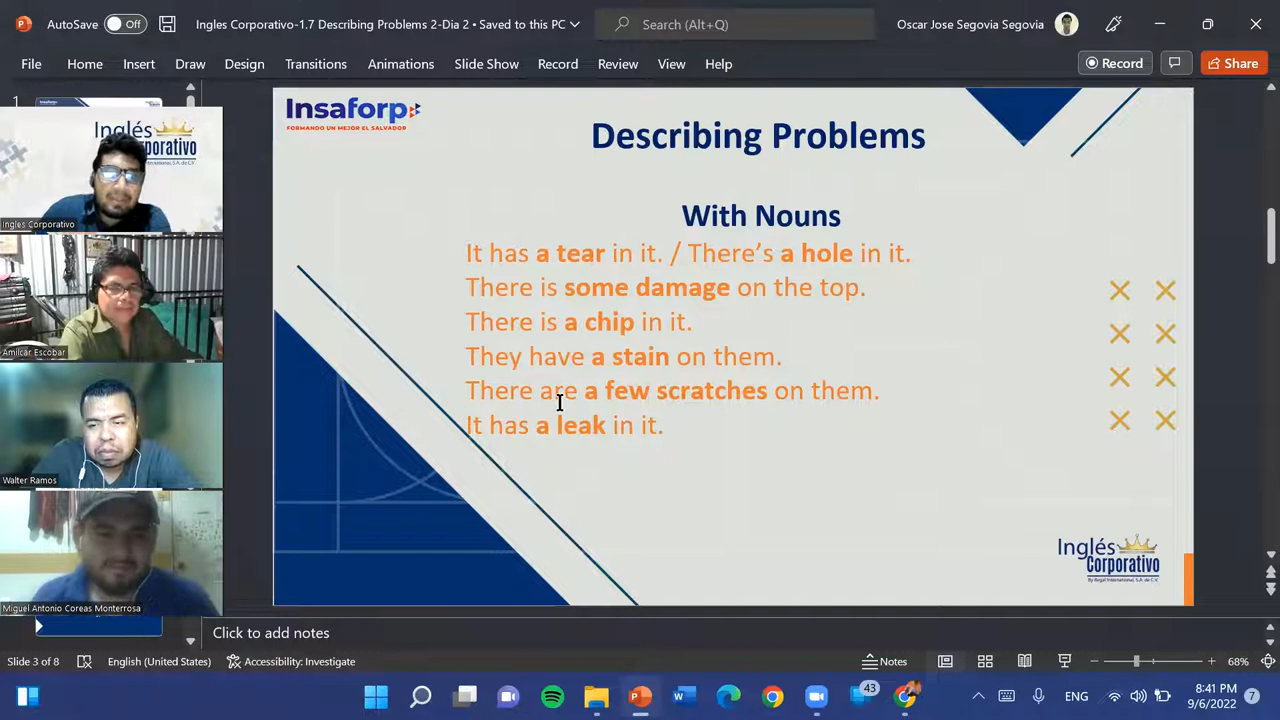 AutoSave Off Ingles Corporativo-1.7 Describing Problems 2-Dia 2 • Saved to this PC Search (Alt+Q) Oscar Jose Segovia Segovia
File Home Insert Draw Design Transitions Animations Slide Show Record Review View Help Record Share
1
Inglés
Corporativo
Ingles Corporativo
Amilcar Escobar
Walter Ramos
Miguel Antonio Coreas Monterrosa
Insaforp
FORMANDO UN MEJOR EL SALVADOR
Describing Problems
With Nouns
It has a tear in it. / There's a hole in it.
There is some damage on the top.
There is a chip in it.
They have a stain on them.
There are a few scratches on them.
It has a leak in it.
Inglés
Corporativo
By Regal International, S.A. de C.V.
Click to add notes
Slide 3 of 8 English (United States) Accessibility: Investigate Notes 68%
43 ENG 8:41 PM
9/6/2022 7